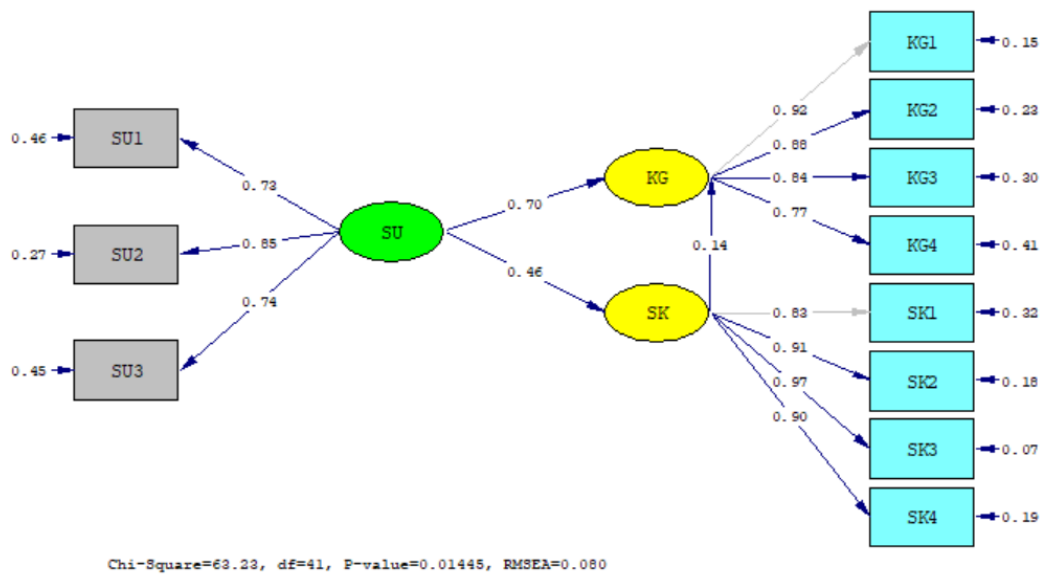 KG1
0.15
0.92
KG2
0.23
0.88
0.46
SU1
KG
0.84
KG3
0.30
0.73
0.70
0.77
SU
0.85
0.27
SU2
0.14
KG4
0.41
0.46
0.74
SK
0.83
SK1
0.32
0.91
0.45
SU3
0.97
SK2
0.18
0.90
SK3
0.07
SK4
0.19
Chi-Square=63.23, df=41, P-value=0.01445, RMSEA=0.080